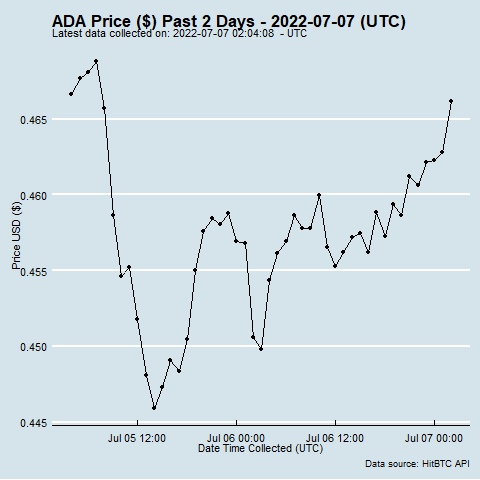 ADA Price ($) Past 2 Days - 2022-07-07 (UTC)
Latest data collected on: 2022-07-07 02:04:08  - UTC
Price USD ($)
0.465
0.460
0.455
0.450
0.445
Jul 05 12:00
Jul 06 00:00
Jul 06 12:00
Jul 07 00:00
Date Time Collected (UTC)
Data source: HitBTC API